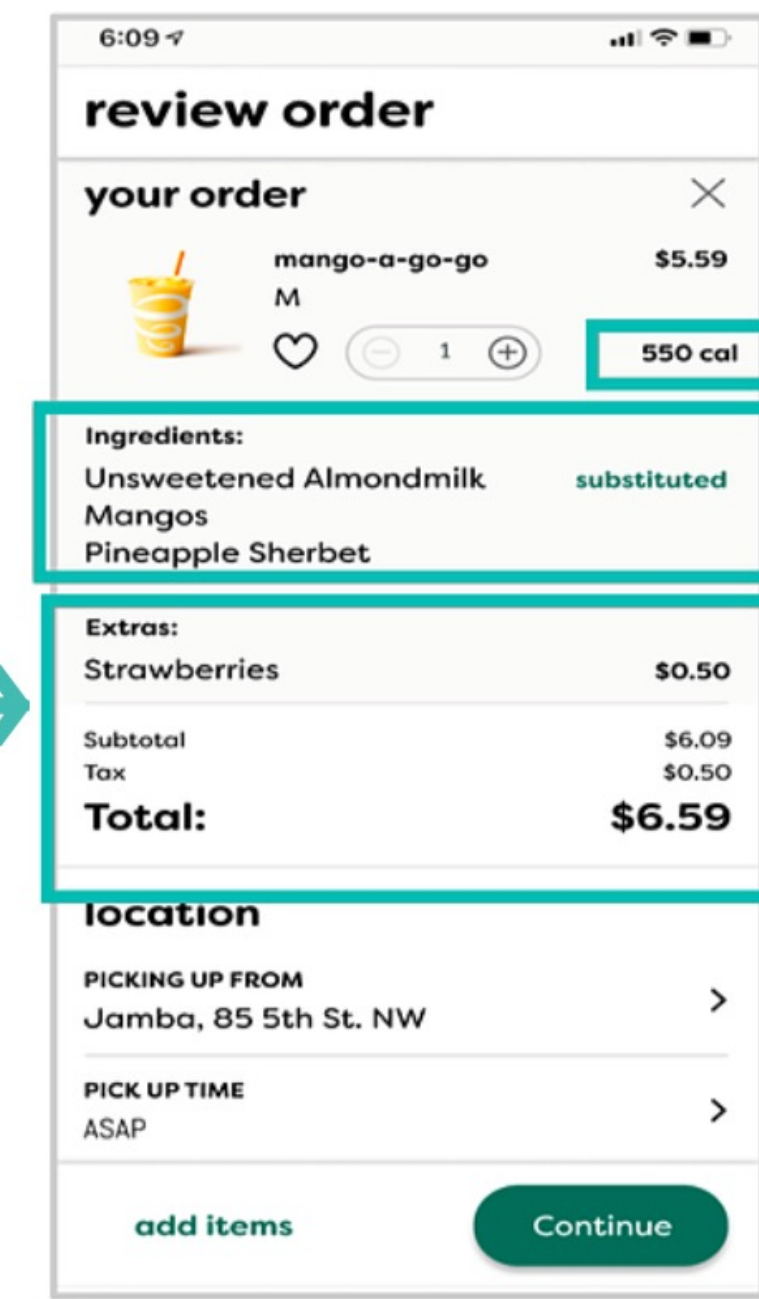 6:09
review order
your order
mango-a-go-go $5.59
M
1 550 cal
Ingredients:
Unsweetened Almondmilk substituted
Mangos
Pineapple Sherbet
Extras:
Strawberries $0.50
Subtotal $6.09
Tax $0.50
Total: $6.59
location
PICKING UP FROM
Jamba, 85 5th St. NW
PICK UP TIME
ASAP
add items Continue